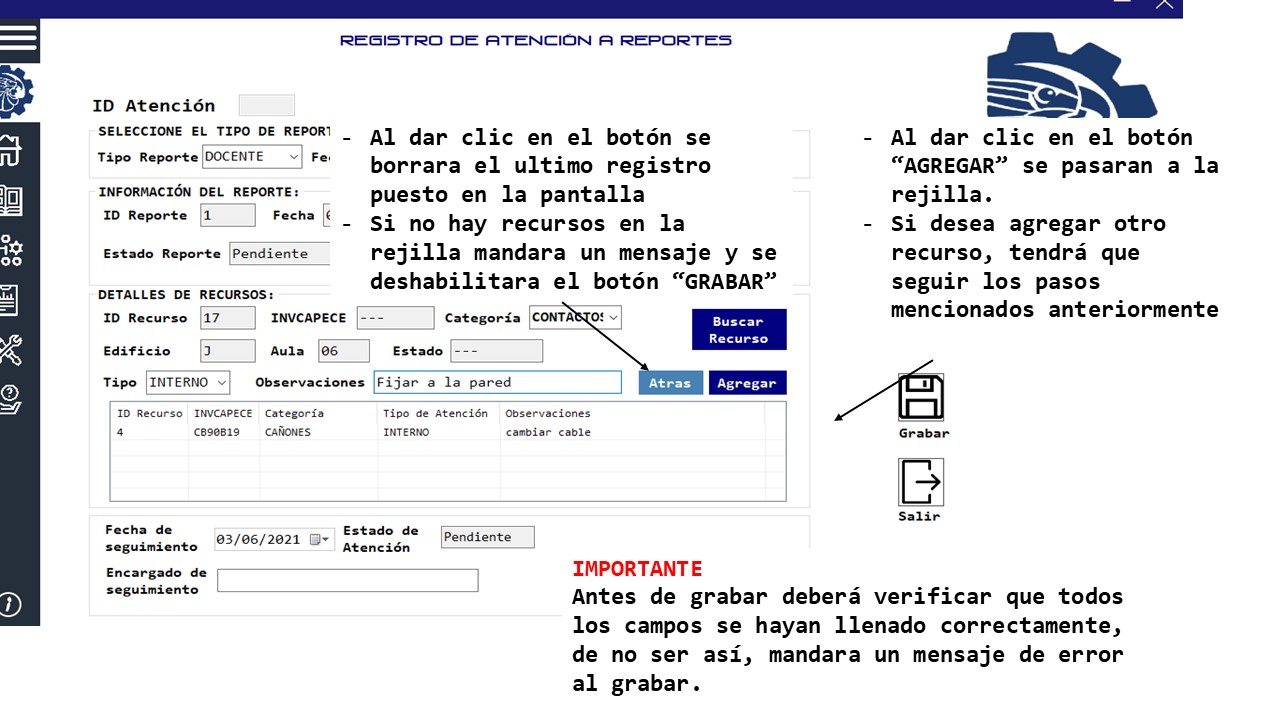 REGISTRO DE ATENCIÓN A REPORTES
ID Atención
SELECCIONE EL TIPO DE REPORT
Tipo Reporte DOCENTE
- Al dar clic en el botón se
borrara el ultimo registro
puesto en la pantalla
- Si no hay recursos en la
rejilla mandara un mensaje y se
deshabilitara el botón “GRABAR”
- Al dar clic en el botón
“AGREGAR” se pasaran a la
rejilla.
- Si desea agregar otro
recurso, tendrá que
seguir los pasos
mencionados anteriormente
INFORMACIÓN DEL REPORTE:
ID Reporte 1 Fecha
Estado Reporte Pendiente
DETALLES DE RECURSOS:
ID Recurso 17 INVCAPECE --- Categoría CONTACTOS
Buscar
Recurso
Edificio J Aula 06 Estado ---
Tipo INTERNO Observaciones Fijar a la pared Atras Agregar
ID Recurso INVCAPECE Categoría Tipo de Atención Observaciones
4 CB90B19 CAÑONES INTERNO cambiar cable
Grabar
Salir
Fecha de
seguimiento 03/06/2021 Estado de
Atención Pendiente
Encargado de
seguimiento
IMPORTANTE
Antes de grabar deberá verificar que todos
los campos se hayan llenado correctamente,
de no ser así, mandara un mensaje de error
al grabar.